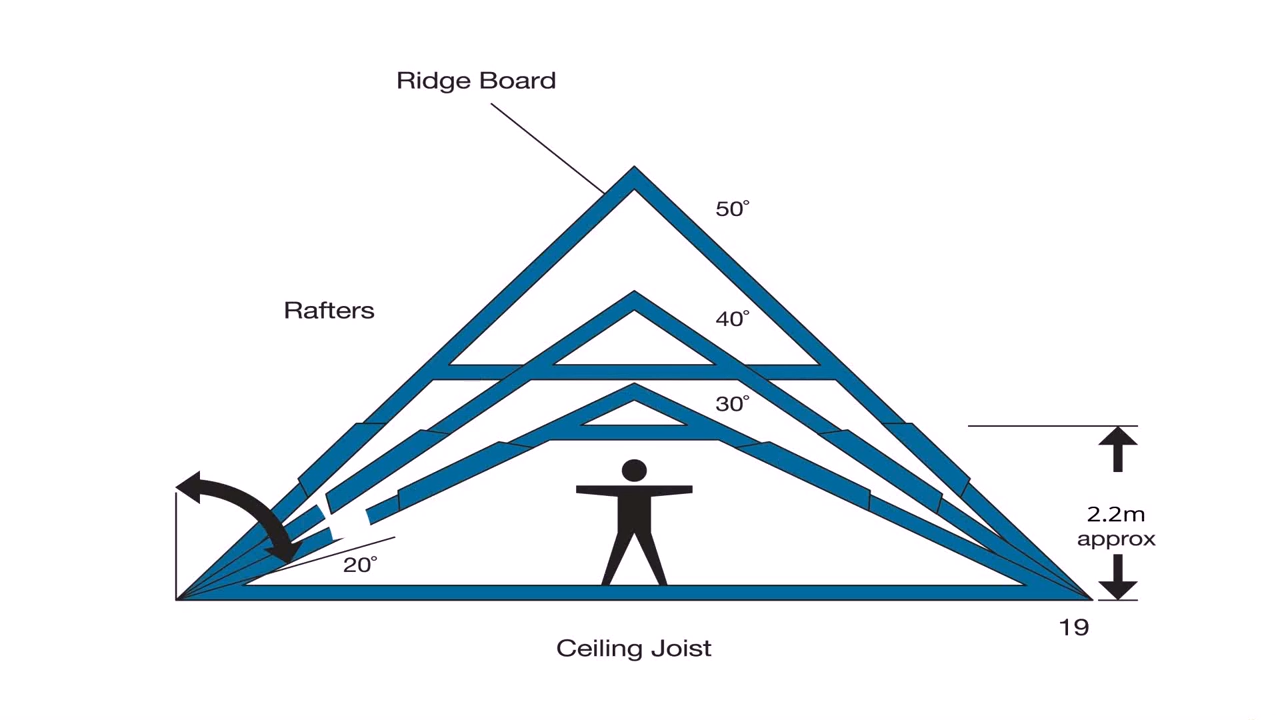 Ridge Board
50°
Rafters
40°
30°
2.2m
approx
20°
19
Ceiling Joist